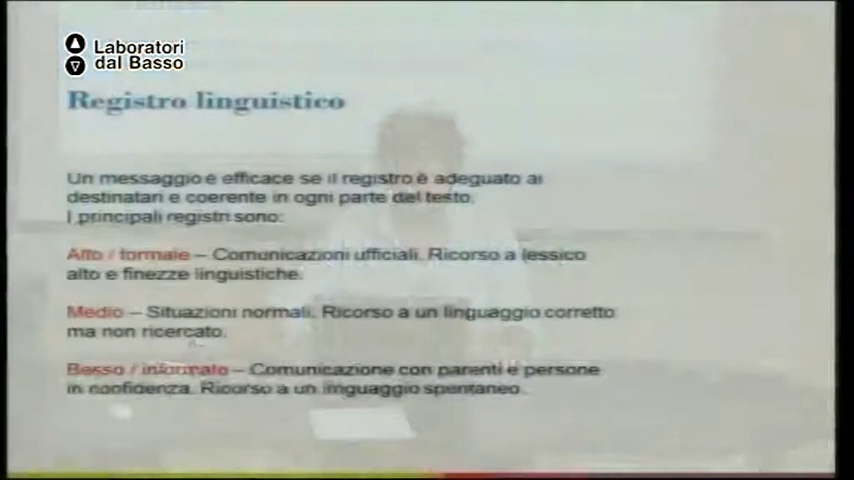 Laboratori
dal Basso
Registro linguistico
Un messaggio è efficace se il registro è adeguato ai
destinatari e coerente in ogni parte del testo.
I principali registri sono:
Alto / formale – Comunicazioni ufficiali. Ricorso a lessico
alto e finezze linguistiche.
Medio – Situazioni normali. Ricorso a un linguaggio corretto
ma non ricercato.
Basso / informale – Comunicazione con parenti e persone
in confidenza. Ricorso a un linguaggio spontaneo.